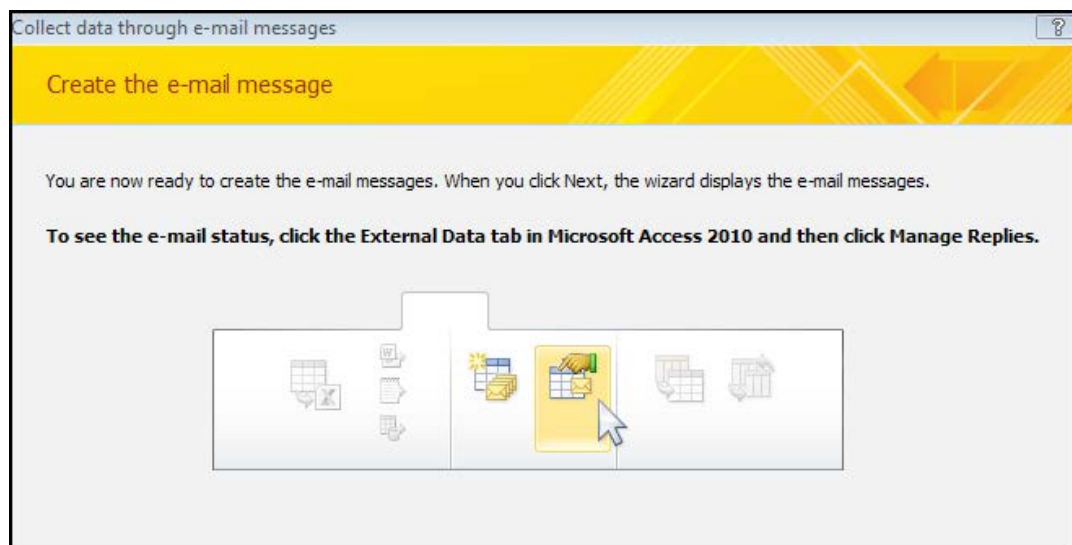 Collect data through e-mail messages
?
Create the e-mail message
You are now ready to create the e-mail messages. When you click Next, the wizard displays the e-mail messages.
To see the e-mail status, click the External Data tab in Microsoft Access 2010 and then click Manage Replies.
W
X